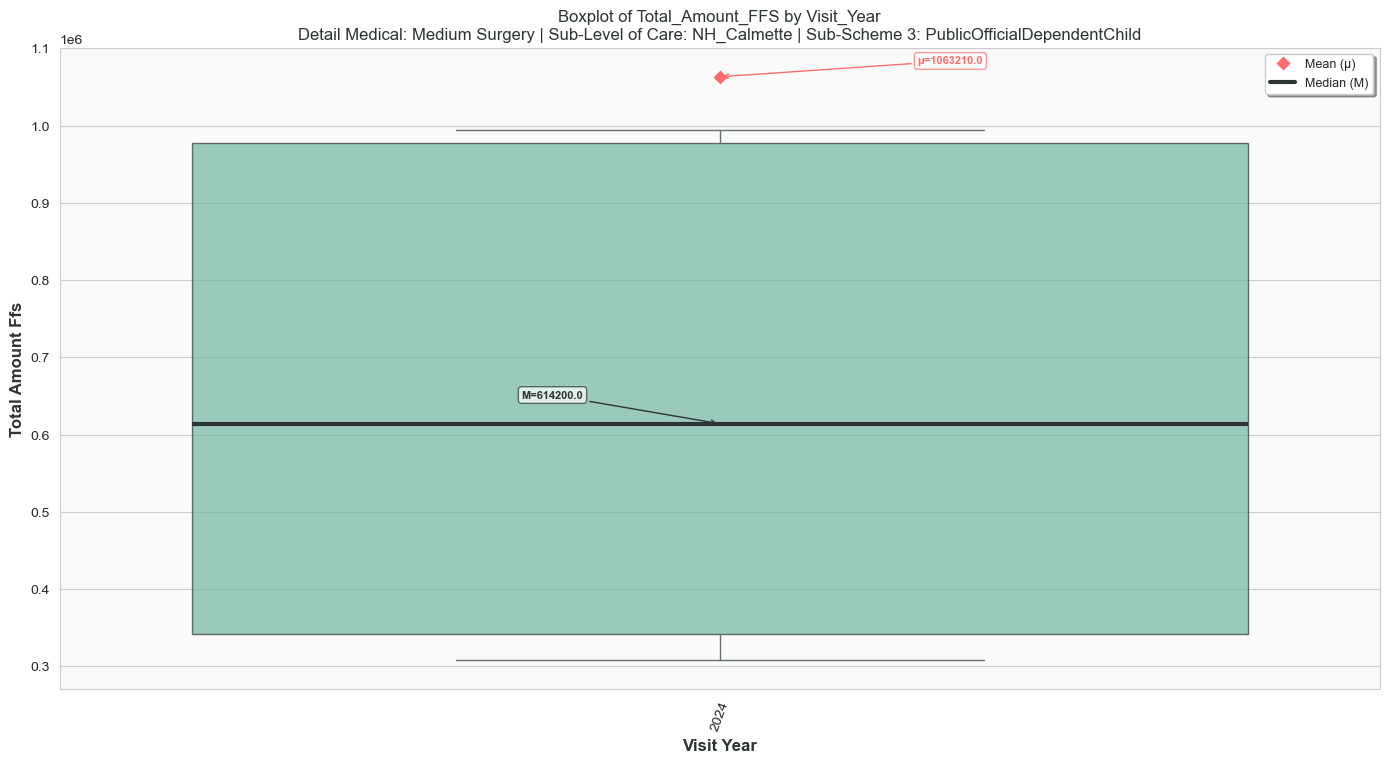 Boxplot of Total_Amount_FFS by Visit_Year
Detail Medical: Medium Surgery | Sub-Level of Care: NH_Calmette | Sub-Scheme 3: PublicOfficialDependentChild
1e6
1.1
1.0
0.9
0.8
0.7
0.6
0.5
0.4
0.3
Total Amount Ffs
μ=1063210.0
Mean (μ)
Median (M)
M=614200.0
2024
Visit Year